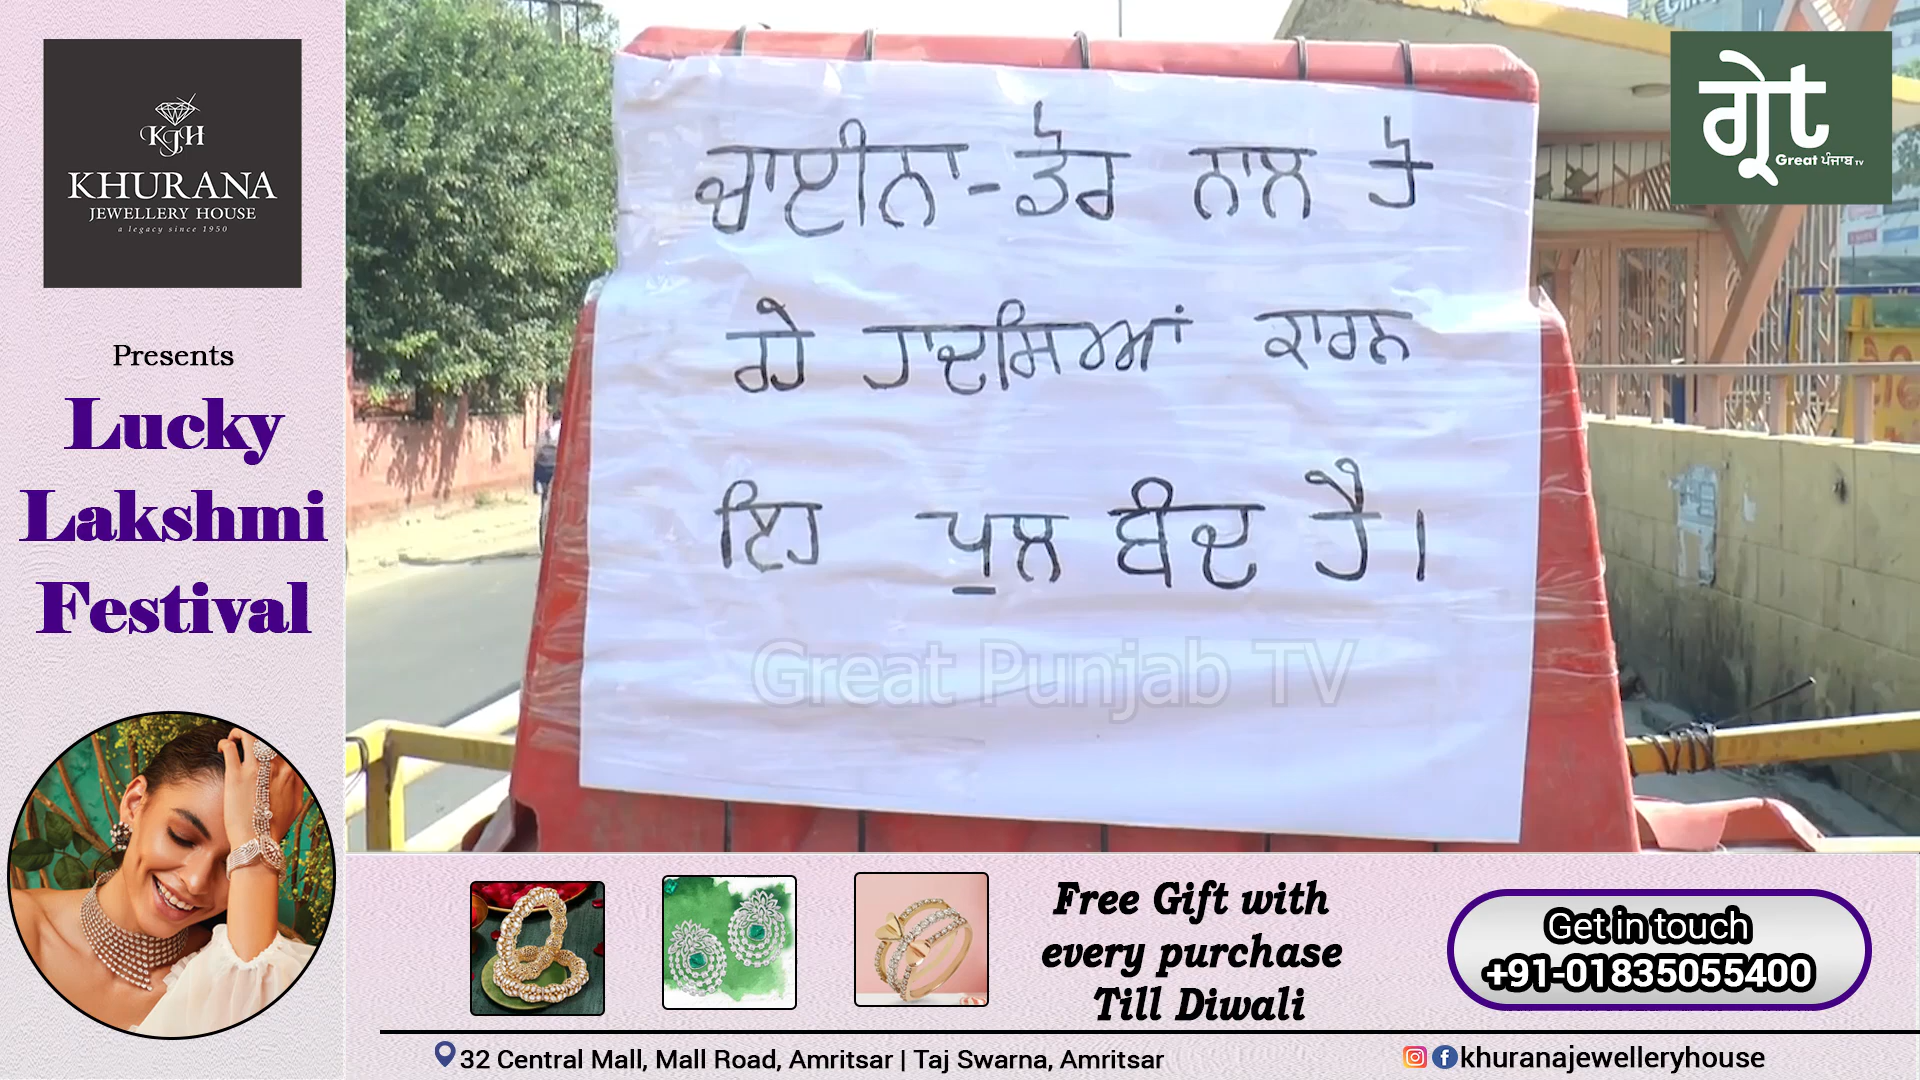 KJH
KHURANA
JEWELLERY HOUSE
a legacy since 1950
Presents
Lucky
Lakshmi
Festival
ਚਾਈਨਾ-ਡੋਰ ਨਾਲ ਹੋ
ਰਹੇ ਹਾਦਸਿਆਂ ਕਾਰਨ
ਇਹ ਪੁਲ ਬੰਦ ਹੈ।
Great Punjab TV
ਗ੍ਰੇt
Great ਪੰਜਾਬ TV
Free Gift with
every purchase
Till Diwali
Get in touch
+91-01835055400
32 Central Mall, Mall Road, Amritsar | Taj Swarna, Amritsar
khuranajewelleryhouse